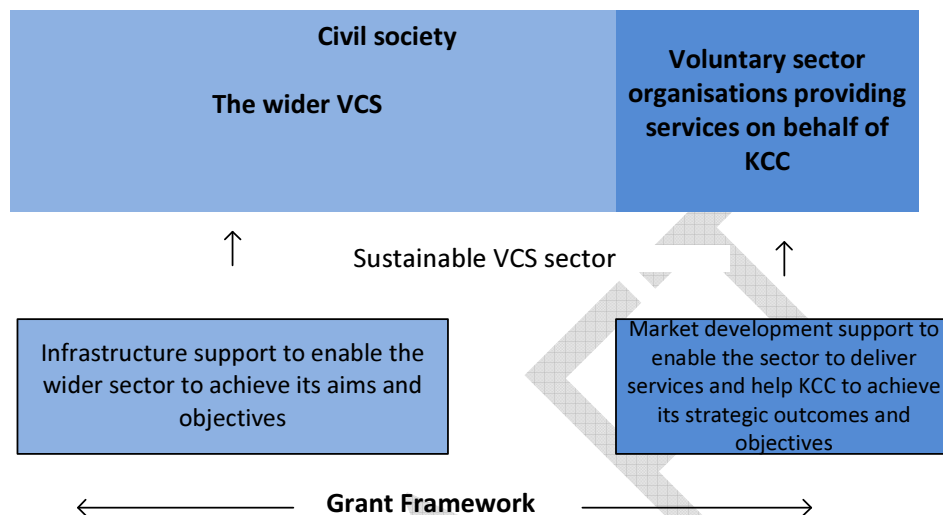 Civil society
The wider VCS
Voluntary sector
organisations providing
services on behalf of
KCC
Sustainable VCS sector
Infrastructure support to enable the
wider sector to achieve its aims and
objectives
Market development support to
enable the sector to deliver
services and help KCC to achieve
its strategic outcomes and
objectives
Grant Framework